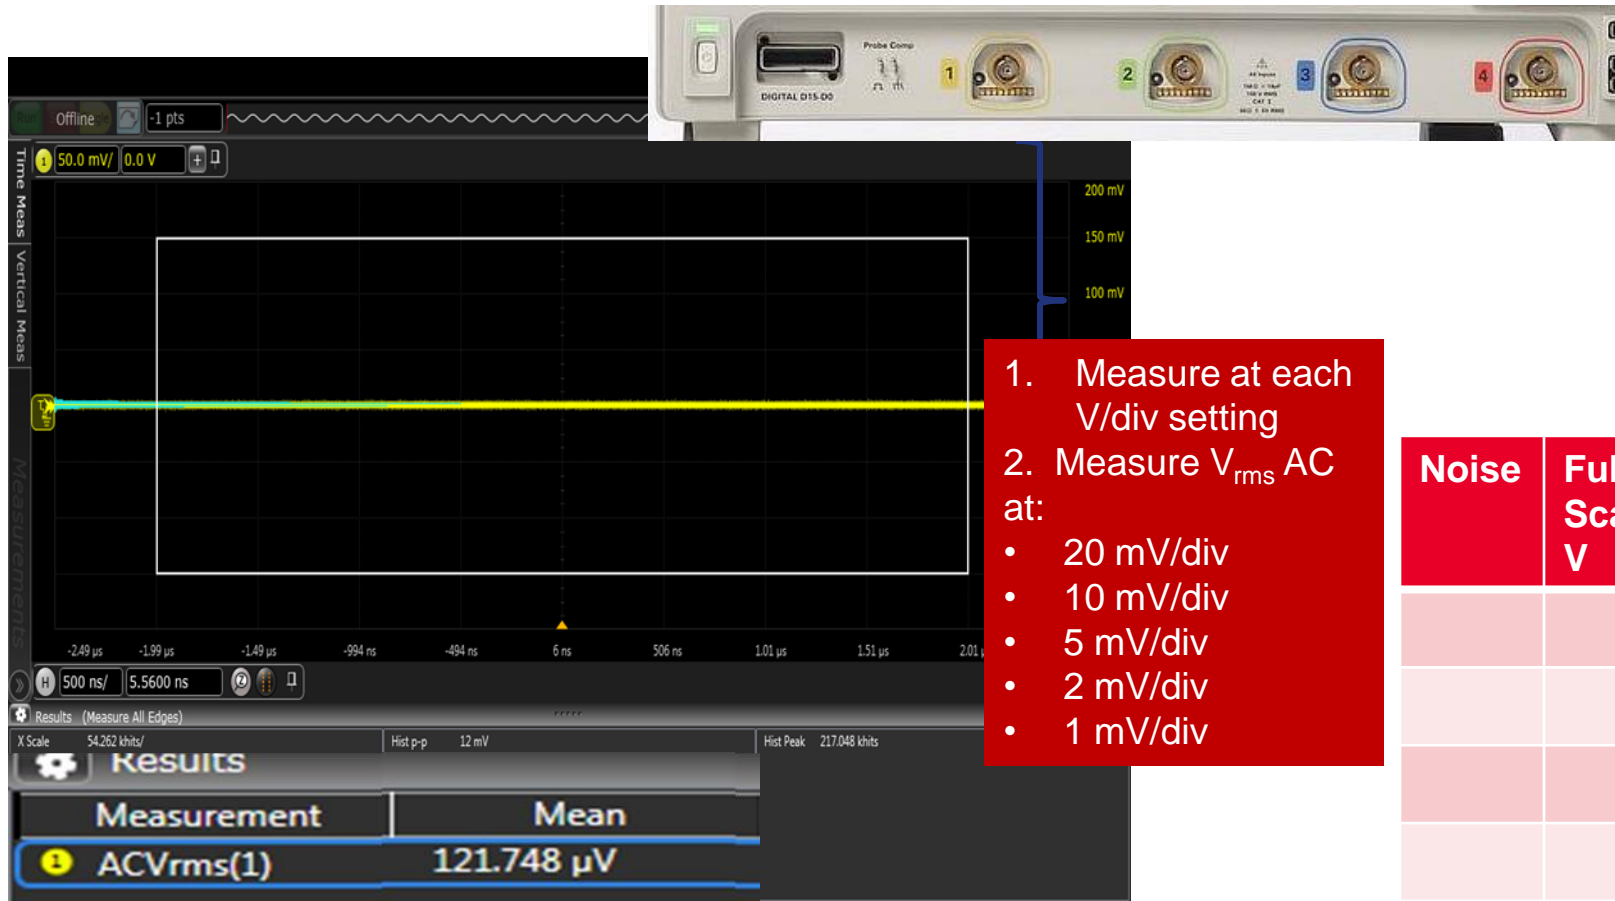 Probe Comp
1
2
3
4
DIGITAL D15-D0
All Inputs
CAT I
Offline
-1 pts
1 50.0 mV/ 0.0 V +
Time Meas
Vertical Meas
Measurements
200 mV
150 mV
100 mV
T
-2.49 µs -1.99 µs -1.49 µs -994 ns -494 ns 6 ns 506 ns 1.01 µs 1.51 µs 2.01
H 500 ns/ 5.5600 ns
Results (Measure All Edges)
X Scale 54.262 khits/ Hist p-p 12 mV Hist Peak 217.048 khits
Results
Measurement Mean
1 ACVrms(1) 121.748 µV
1. Measure at each
V/div setting
2. Measure Vrms AC
at:
• 20 mV/div
• 10 mV/div
• 5 mV/div
• 2 mV/div
• 1 mV/div
Noise
Ful
Sca
V